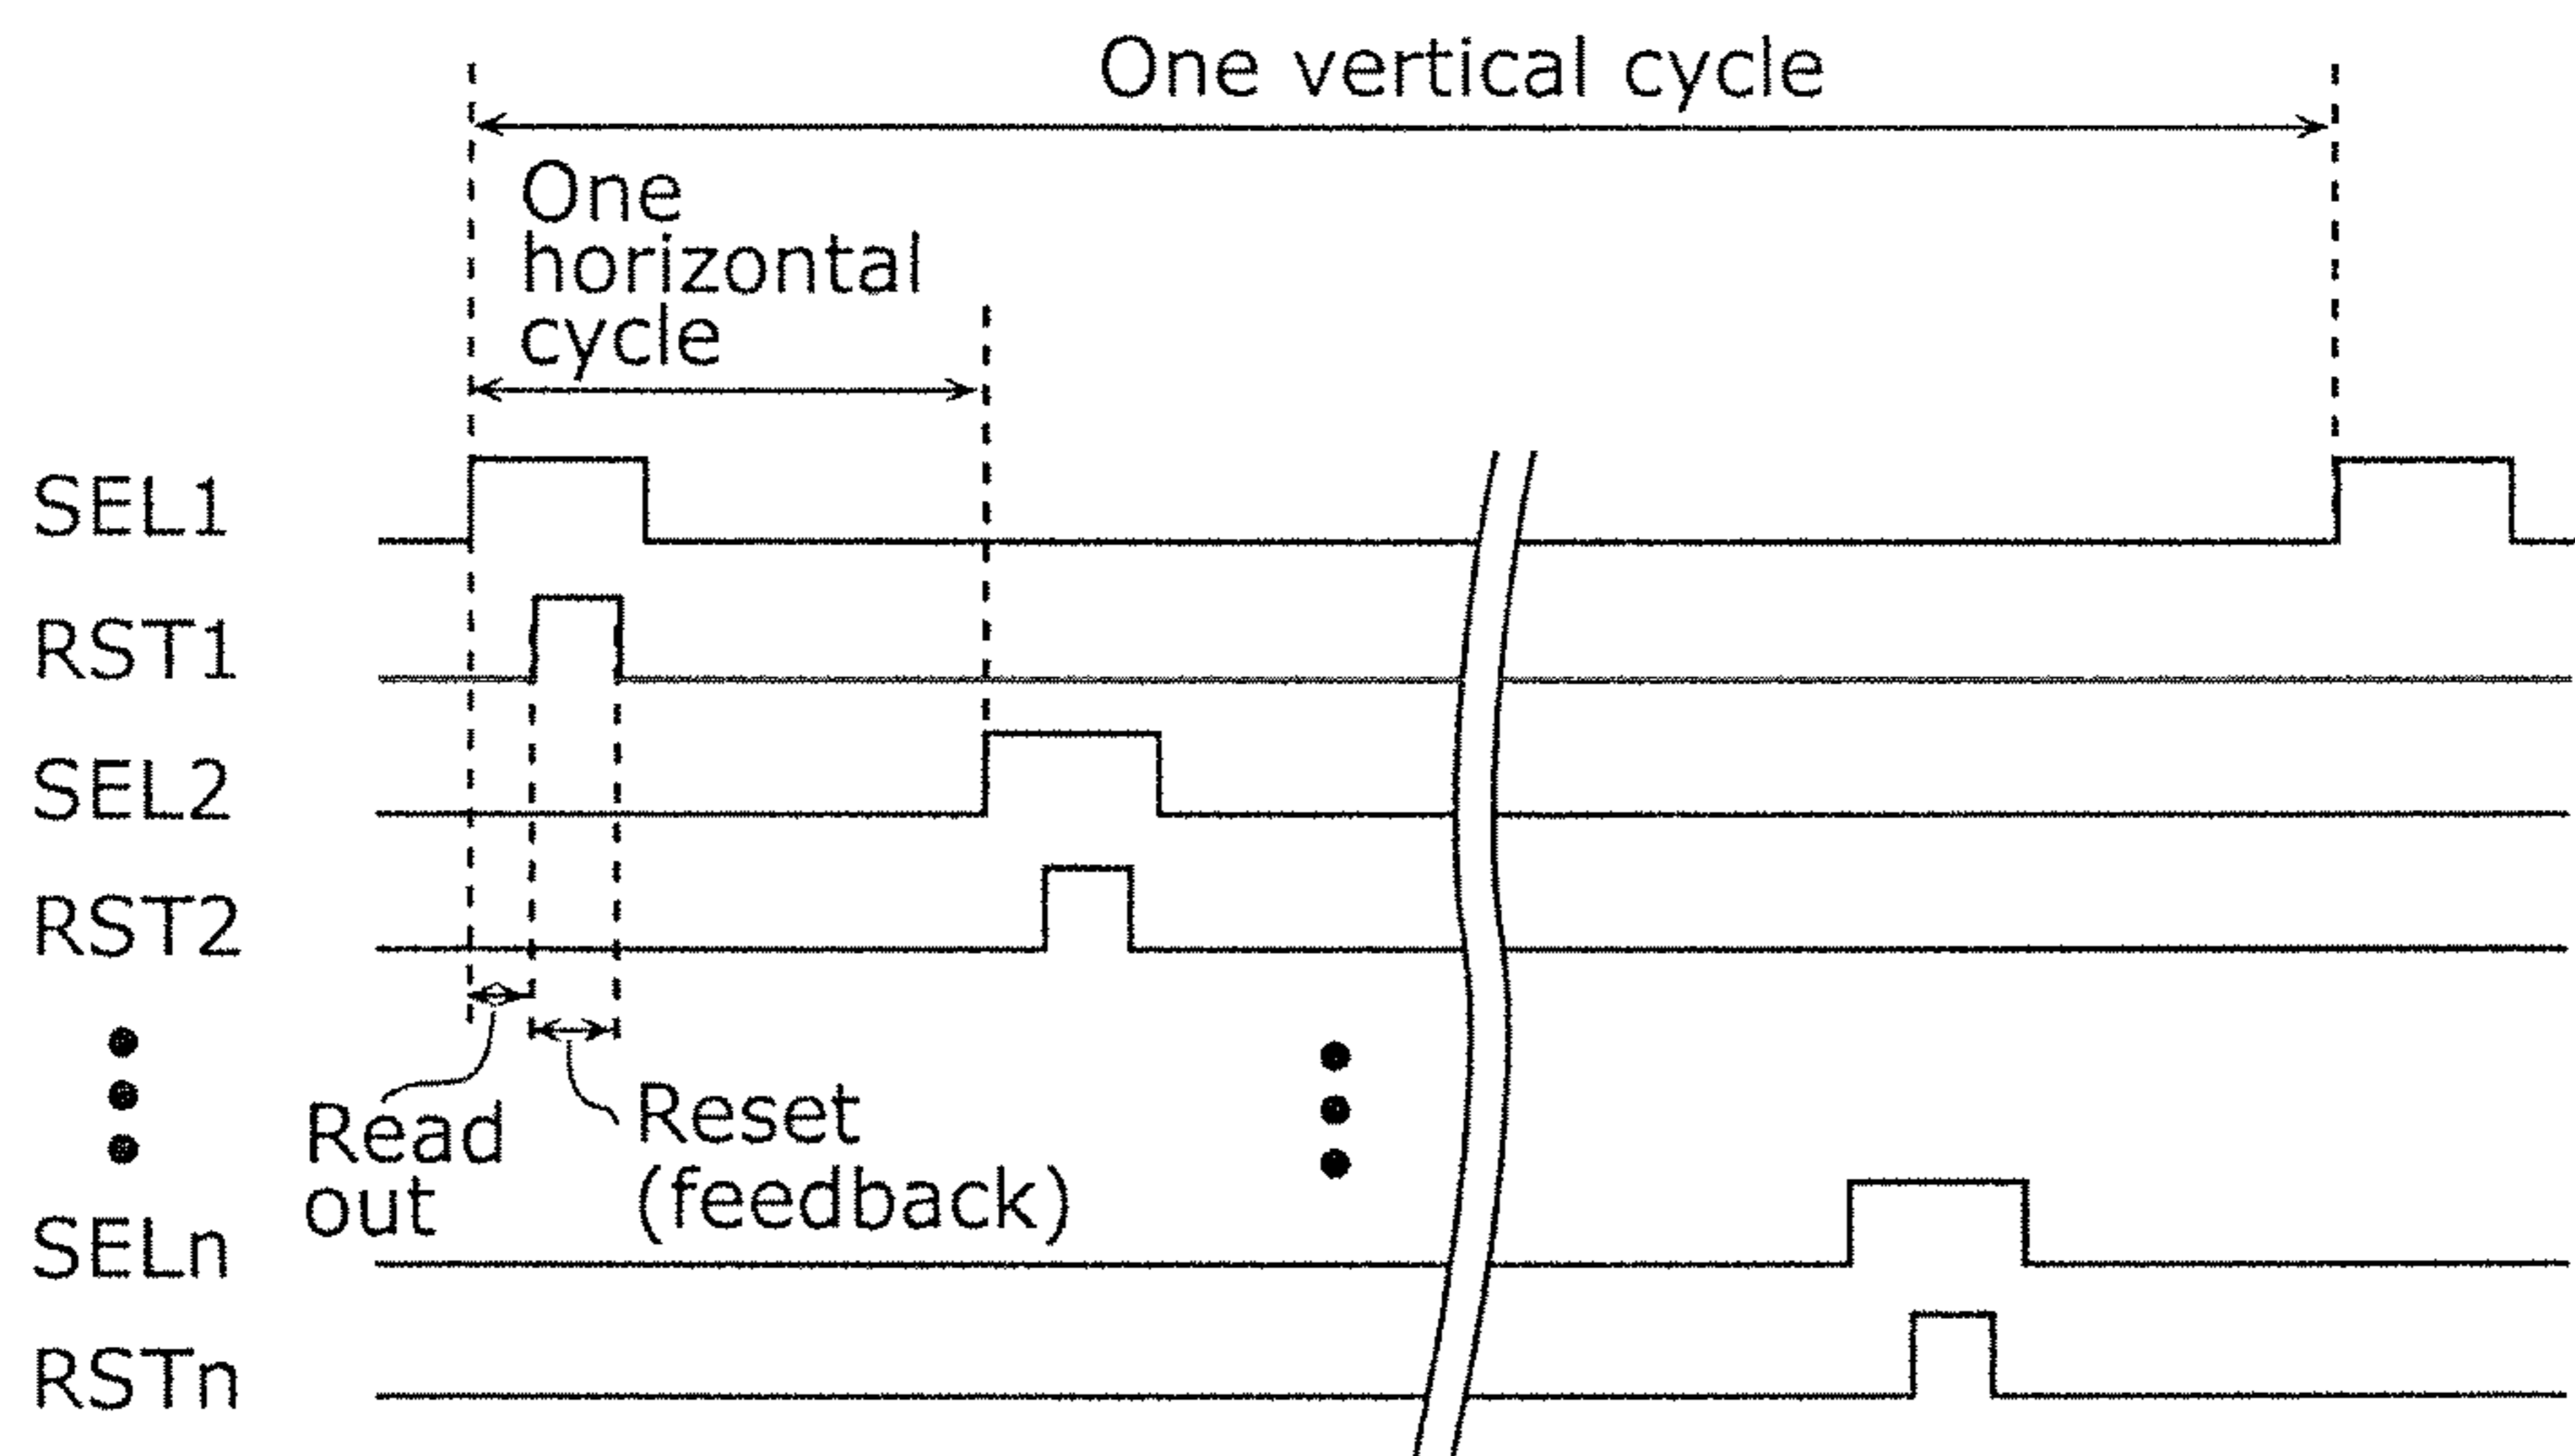 One vertical cycle
One
horizontal
cycle
SEL1
RST1
SEL2
RST2
Read
out
Reset
(feedback)
SELn
RSTn